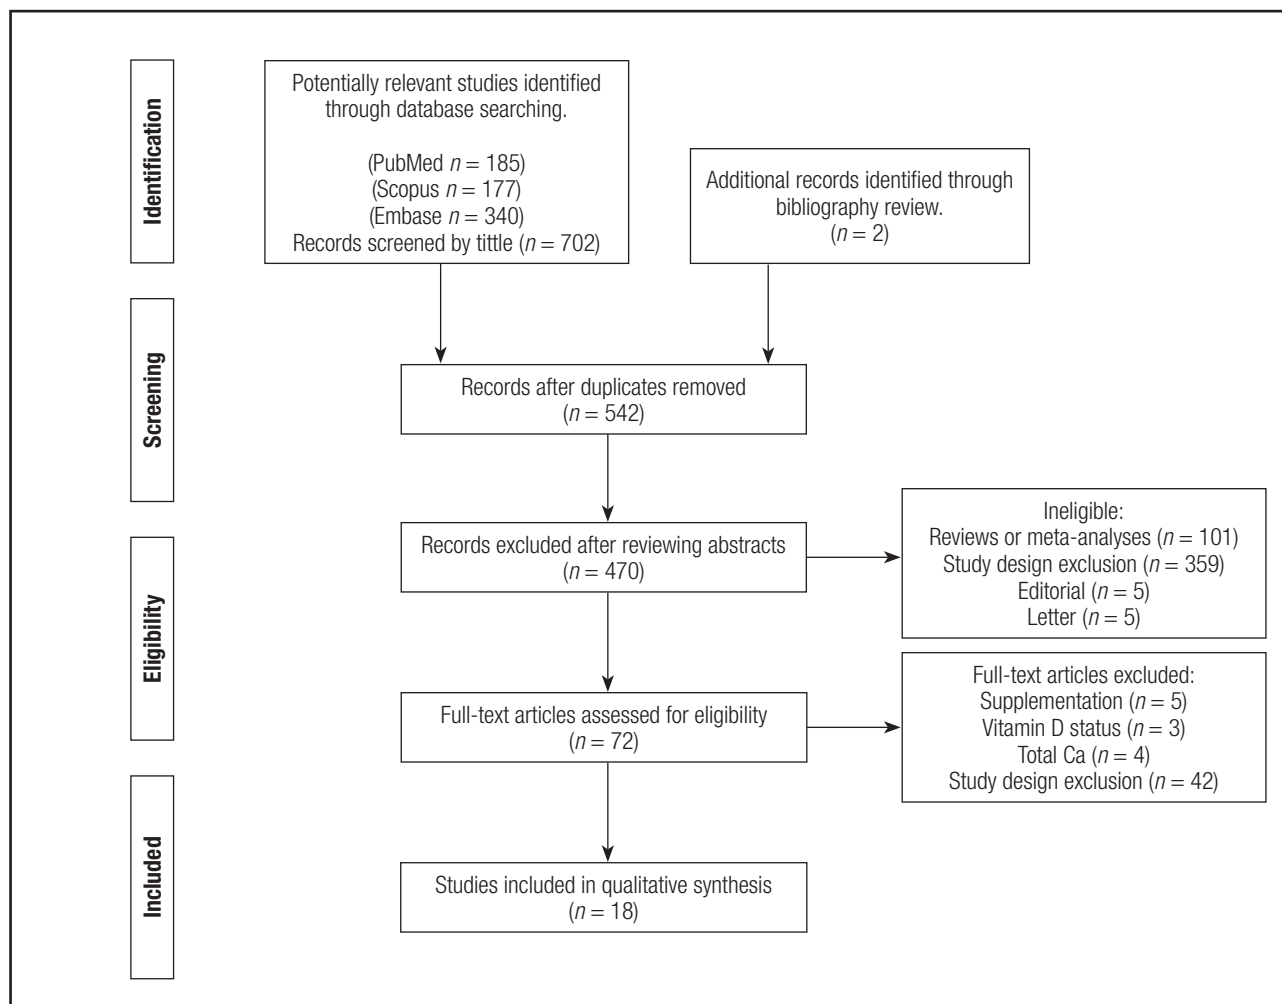 Identification
Potentially relevant studies identified
through database searching.
(PubMed n = 185)
(Scopus n = 177)
(Embase n = 340)
Records screened by tittle (n = 702)
Additional records identified through
bibliography review.
(n = 2)
Screening
Records after duplicates removed
(n = 542)
Eligibility
Records excluded after reviewing abstracts
(n = 470)
Ineligible:
Reviews or meta-analyses (n = 101)
Study design exclusion (n = 359)
Editorial (n = 5)
Letter (n = 5)
Full-text articles assessed for eligibility
(n = 72)
Full-text articles excluded:
Supplementation (n = 5)
Vitamin D status (n = 3)
Total Ca (n = 4)
Study design exclusion (n = 42)
Included
Studies included in qualitative synthesis
(n = 18)